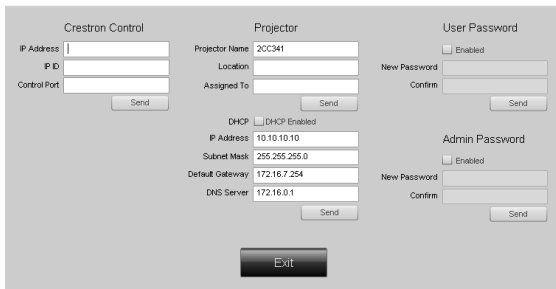 Crestron Control
IP Address
IP ID
Control Port
Send
Projector
Projector Name 2CC341
Location
Assigned To
Send
DHCP DHCP Enabled
IP Address 10.10.10.10
Subnet Mask 255.255.255.0
Default Gateway 172.16.7.254
DNS Server 172.16.0.1
Send
User Password
Enabled
New Password
Confirm
Send
Admin Password
Enabled
New Password
Confirm
Send
Exit